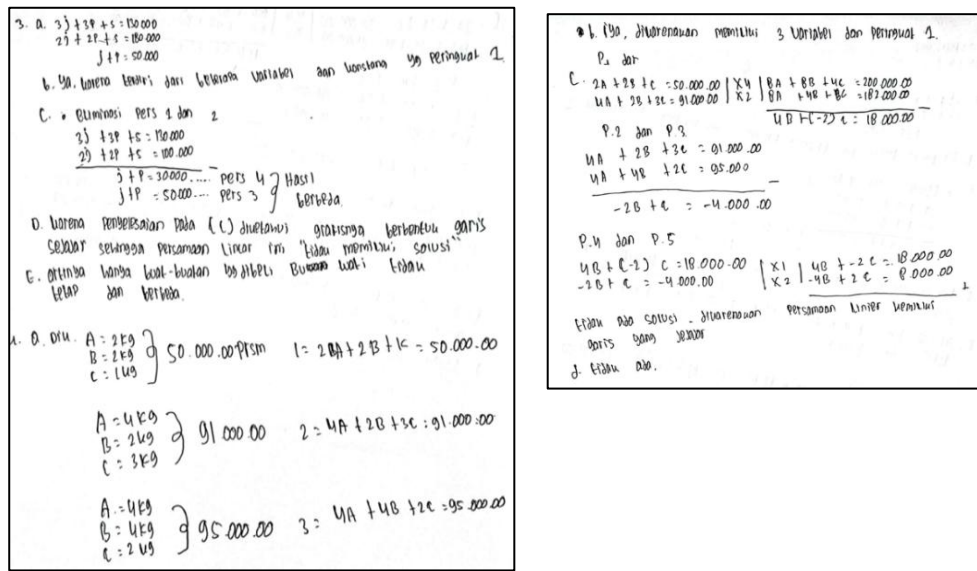 3. a. 3j + 3P + s = 130 000
2j + 2P + s = 100.000
j + P = 50.000
b. Ya, karena terdiri dari beberapa variabel dan konstanq yg peringuat 1
C. • Eliminasi Pers 1 dan 2
3j + 3P + s = 130000
2j + 2P + s = 100.000
j + P = 30000..... Pers 4 } Hasil
j + P = 50000.... Pers 3 } berbeda.
D. karena Penyelesaian Pada (c) diketahui grafisnya berbentuk garis
sejajar sehingga Persamaan Linear ini "tidak memiliki solusi"
E. artinya harga buah-buahan yg dibeli wati tidak
tetap dan berbeda.
4. a. Dik. A = 2kg
B = 2kg } 50.000.00 Prsm 1 = 2A + 2B + 1C = 50.000.00
C = 1kg
A = 4kg
B = 2kg } 91 000.00 2 = 4A + 2B + 3C = 91.000.00
C = 3kg
A. = 4kg
B = 4kg } 95.000.00 3 = 4A + 4B + 2C = 95.000.00
C = 2kg
b. iya, dikarenakan memiliki 3 variabel dan peringuat 1.
P1 dar
C. 2A + 2B + C = 50.000.00 | X4 | 8A + 8B + 4C = 200 000.00
4A + 2B + 3C = 91000.00 | X2 | 8A + 4B + 6C = 182.000.00
4B + (-2) C = 18 000.00
P.2 dan P.3
4A + 2B + 3C = 91.000.00
4A + 4B + 2C = 95.000
-2B + C = -4.000.00
P.4 dan P.5
4B + (-2) C = 18.000.00 | X1 | 4B + -2C = 18 000 00
-2B + C = -4.000.00 | X2 | -4B + 2C = 8.000.00
tidak ada solusi. dikarenakan Persamaan Linier memiliki
garis yang sejajar
d. tidak ada.